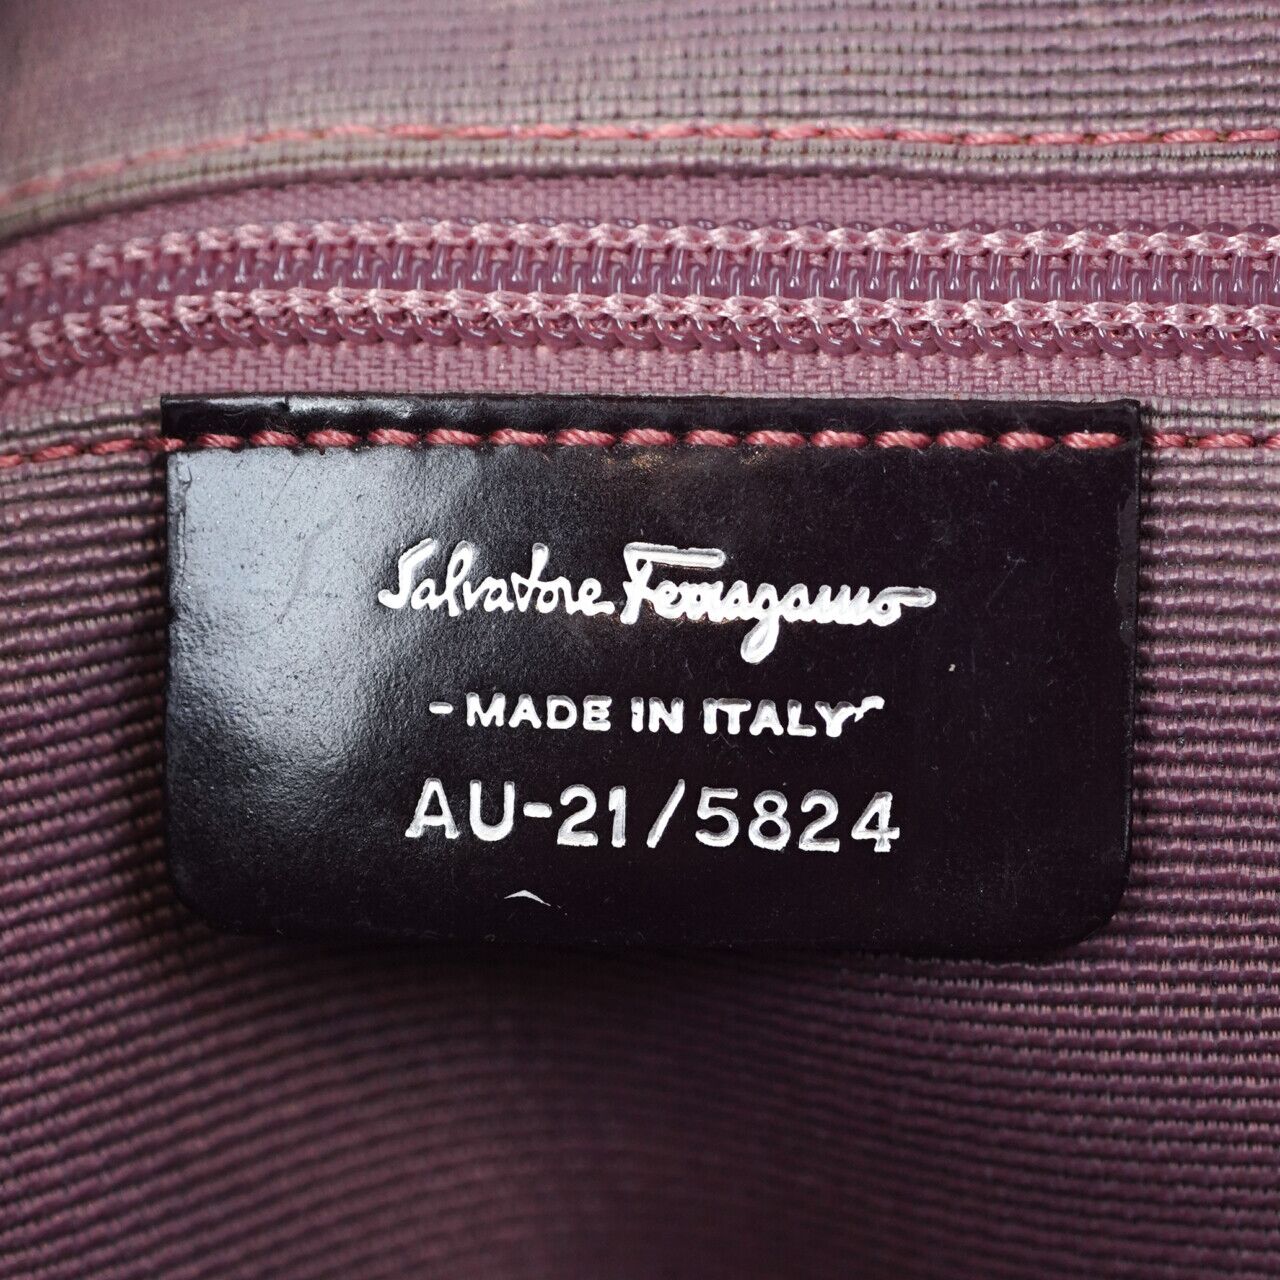 Salvatore Ferragamo
-MADE IN ITALY-
AU-21/5824